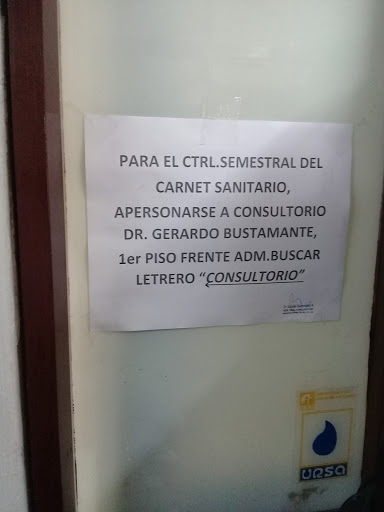 PARA EL CTRL.SEMESTRAL DEL
CARNET SANITARIO,
APERSONARSE A CONSULTORIO
DR. GERARDO BUSTAMANTE,
1er PISO FRENTE ADM.BUSCAR
LETRERO “CONSULTORIO”
URSA